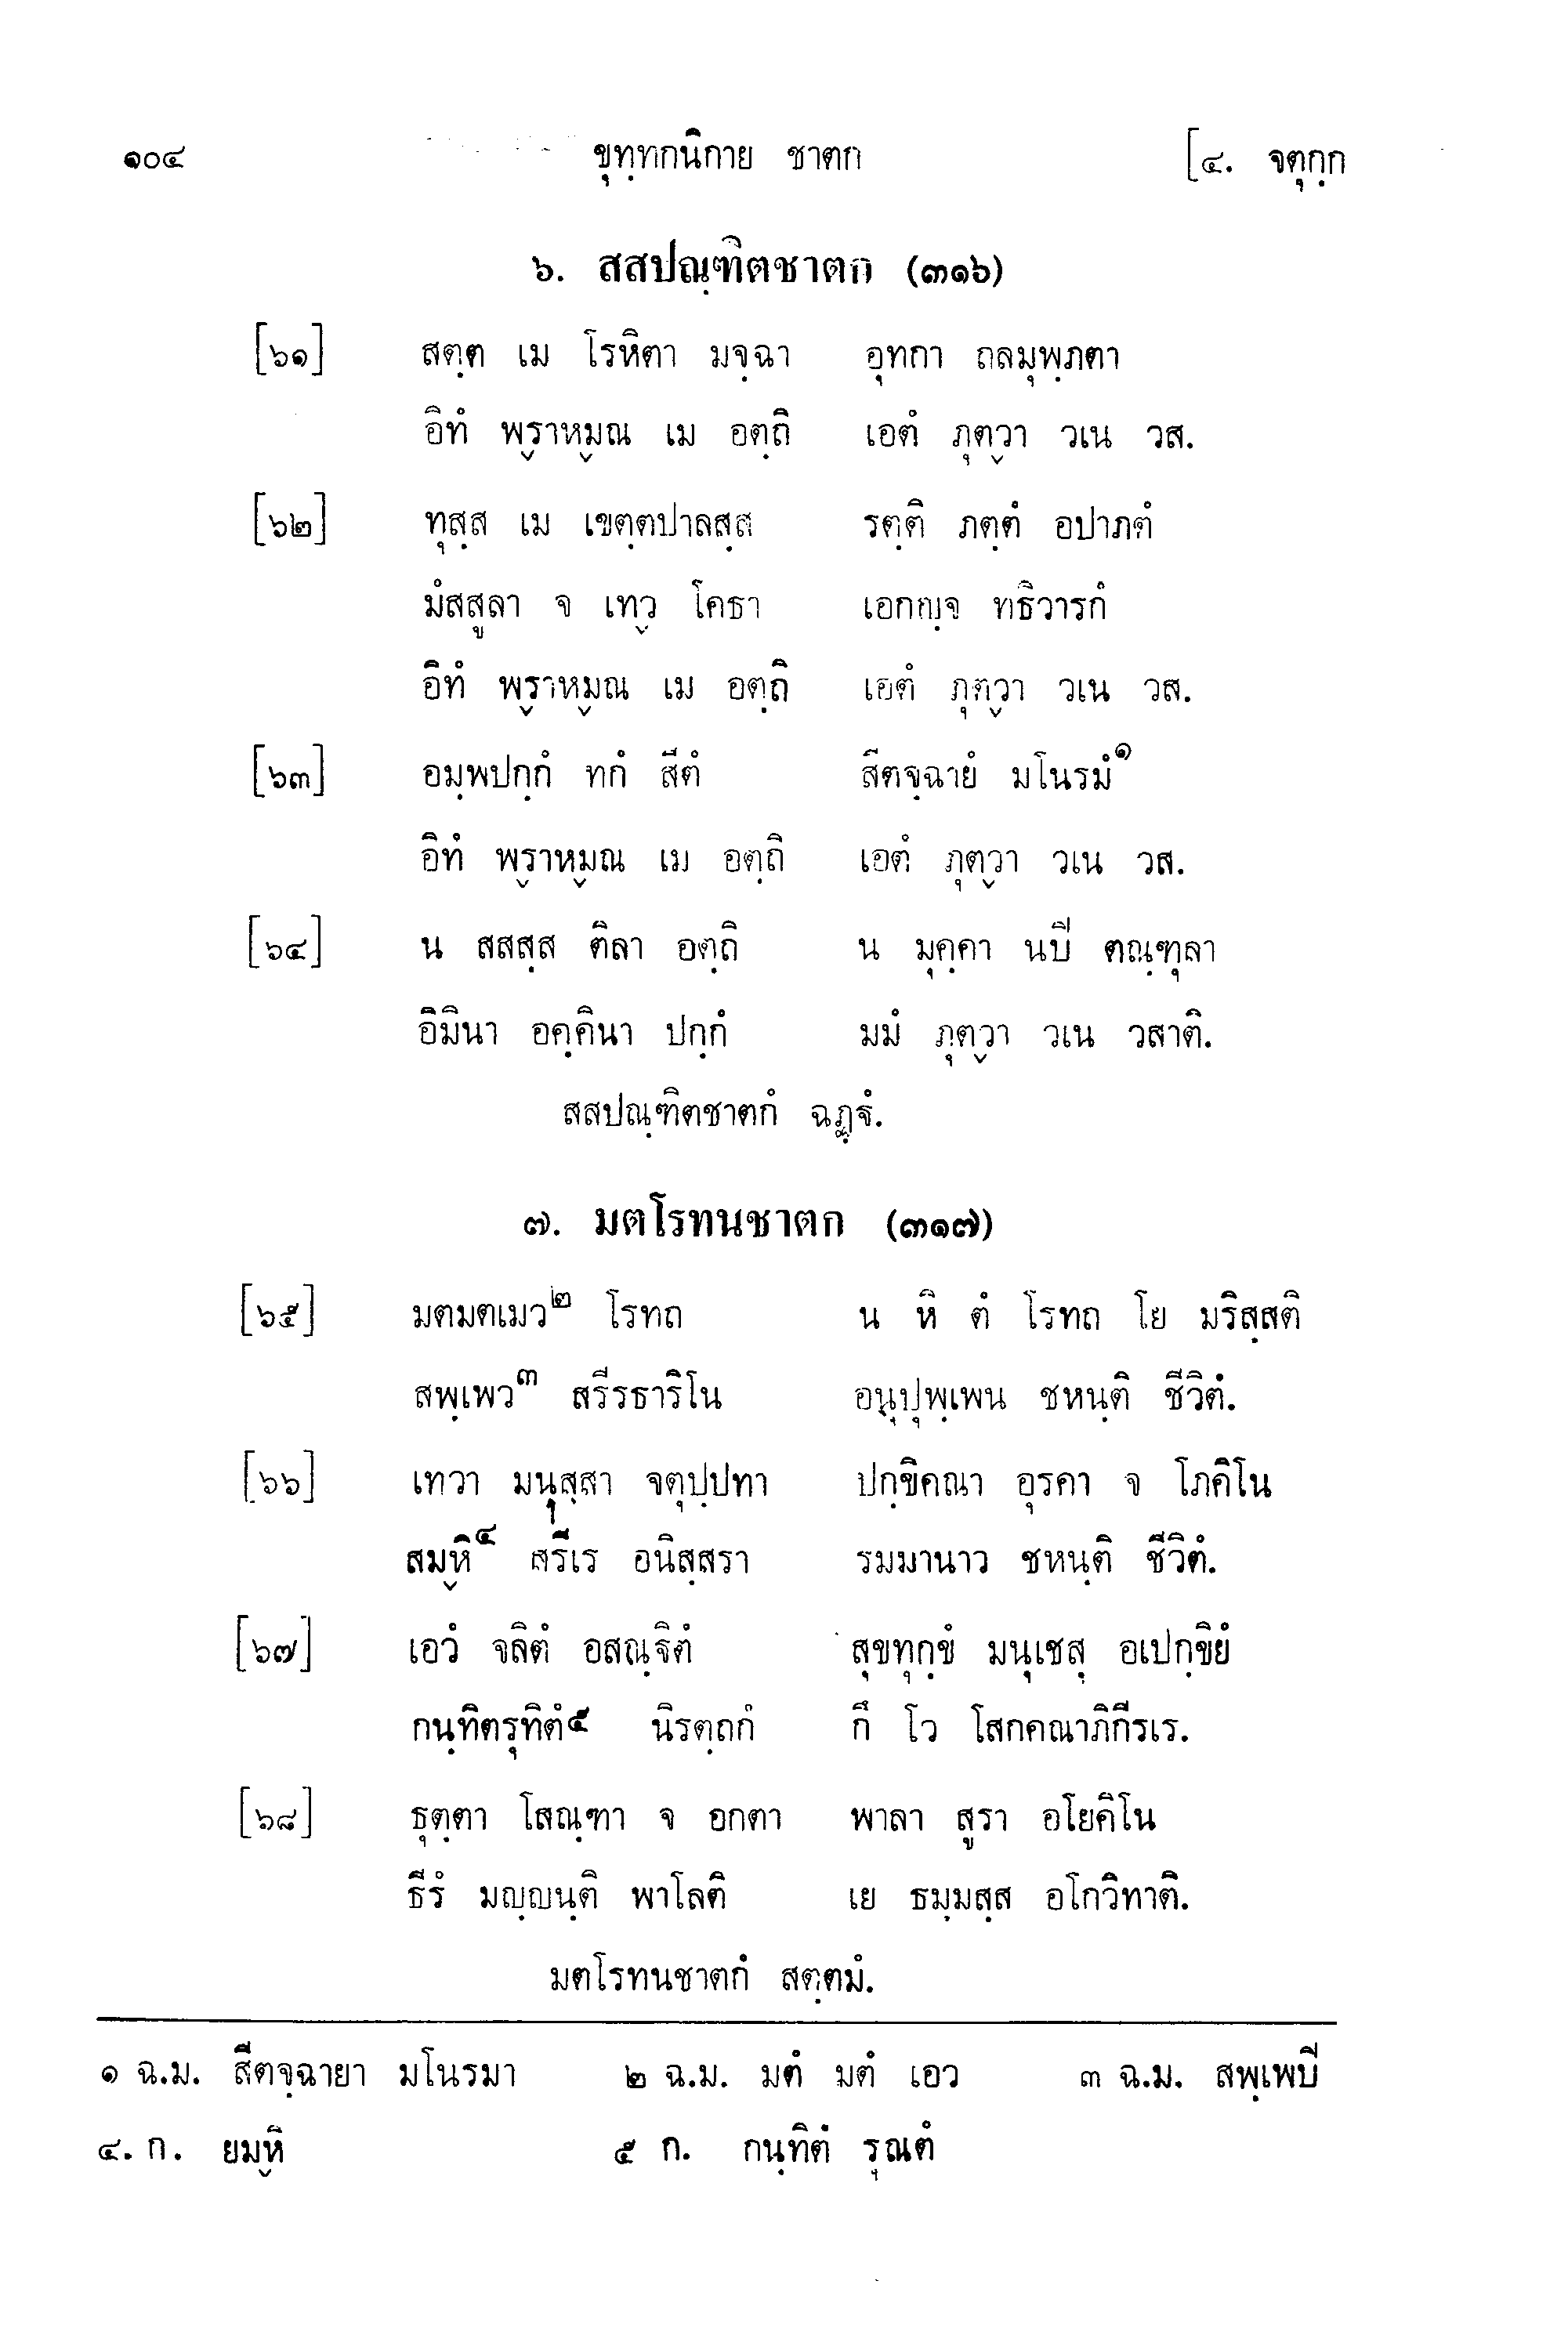 ๑๐๔ ขุทฺทกนิกาย ชาตก [๔. จตุกฺก
๖. สสปณฺฑิตชาตก (๓๑๖)
[๖๑] สตฺต เม โรหิตา มจฺฉา อุทกา ถลมุพฺภตา
อิทํ พฺราหฺมณ เม อตฺถิ เอตํ ภุตฺวา วเน วส.
[๖๒] ทุสฺส เม เขตฺตปาลสฺส รตฺติ ภตฺตํ อปาภตํ
มํสสูลา จ เทฺว โคธา เอกญฺจ ทธิวารกํ
อิทํ พฺราหฺมณ เม อตฺถิ เอตํ ภุตฺวา วเน วส.
[๖๓] อมฺพปกฺกํ ทกํ สีตํ สีตจฺฉายํ มโนรมํ๑
อิทํ พฺราหฺมณ เม อตฺถิ เอตํ ภุตฺวา วเน วส.
[๖๔] น สสสฺส ติลา อตฺถิ น มุคฺคา นปิ ตณฺฑุลา
อิมินา อคฺคินา ปกฺกํ มมํ ภุตฺวา วเน วสาติ.
สสปณฺฑิตชาตกํ ฉฏฺฐํ.
๗. มตโรทนชาตก (๓๑๗)
[๖๕] มตมตเมว๒ โรทถ น หิ ตํ โรทถ โย มริสฺสติ
สพฺเพว๓ สรีรธาริโน อนุปุพฺเพน ชหนฺติ ชีวิตํ.
[๖๖] เทวา มนุสฺสา จตุปฺปทา ปกฺขิคณา อุรคา จ โภคิโน
สมฺหิ๔ สรีเร อนิสฺสรา รมมานาว ชหนฺติ ชีวิตํ.
[๖๗] เอวํ จลิตํ อสณฺฐิตํ สุขทุกฺขํ มนุเชสุ อเปกฺขิยํ
กนฺทิตรุทิตํ๕ นิรตฺถกํ กึ โว โสกคณาภิกีรเร.
[๖๘] ธุตฺตา โสณฺฑา จ อกตา พาลา สูรา อโยคิโน
ธีรํ มญฺญนฺติ พาโลติ เย ธมฺมสฺส อโกวิทาติ.
มตโรทนชาตกํ สตฺตมํ.
๑ ฉ.ม. สีตจฺฉายา มโนรมา ๒ ฉ.ม. มตํ มตํ เอว ๓ ฉ.ม. สพฺเพปิ
๔. ก. ยมฺหิ ๕ ก. กนฺทิตํ รุณตํ